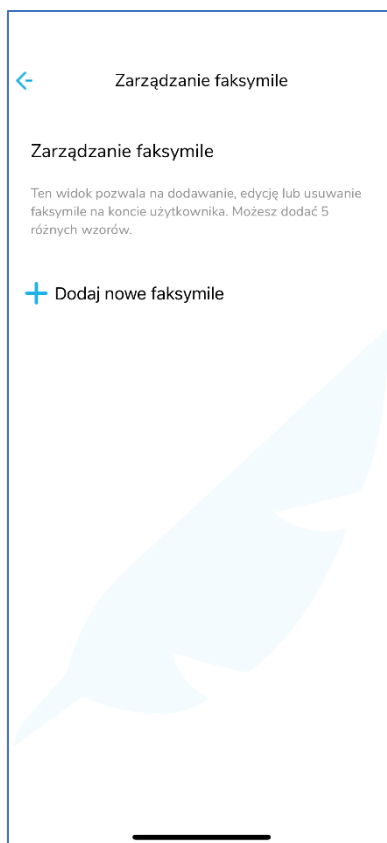 Zarządzanie faksymile
Zarządzanie faksymile
Ten widok pozwala na dodawanie, edycję lub usuwanie
faksymile na koncie użytkownika. Możesz dodać 5
różnych wzorów.
Dodaj nowe faksymile